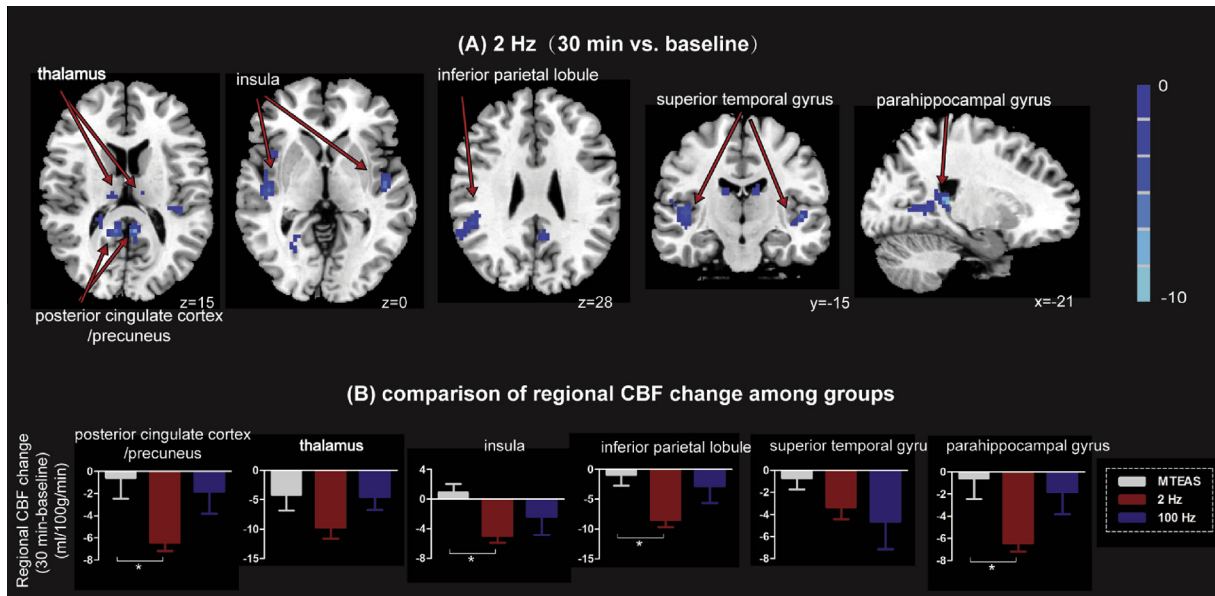 (A) 2 Hz（30 min vs. baseline）
thalamus
insula
inferior parietal lobule
superior temporal gyrus
parahippocampal gyrus
0
-10
z=15
z=0
z=28
y=-15
x=-21
posterior cingulate cortex
/precuneus
(B) comparison of regional CBF change among groups
Regional CBF change
(30 min-baseline)
(ml/100g/min)
posterior cingulate cortex
/precuneus
0
-2
-4
-6
-8
*
thalamus
0
-5
-10
-15
insula
4
0
-4
-8
*
inferior parietal lobule
0
-5
-10
-15
*
superior temporal gyru
0
-2
-4
-6
-8
parahippocampal gyrus
0
-2
-4
-6
-8
*
MTEAS
2 Hz
100 Hz